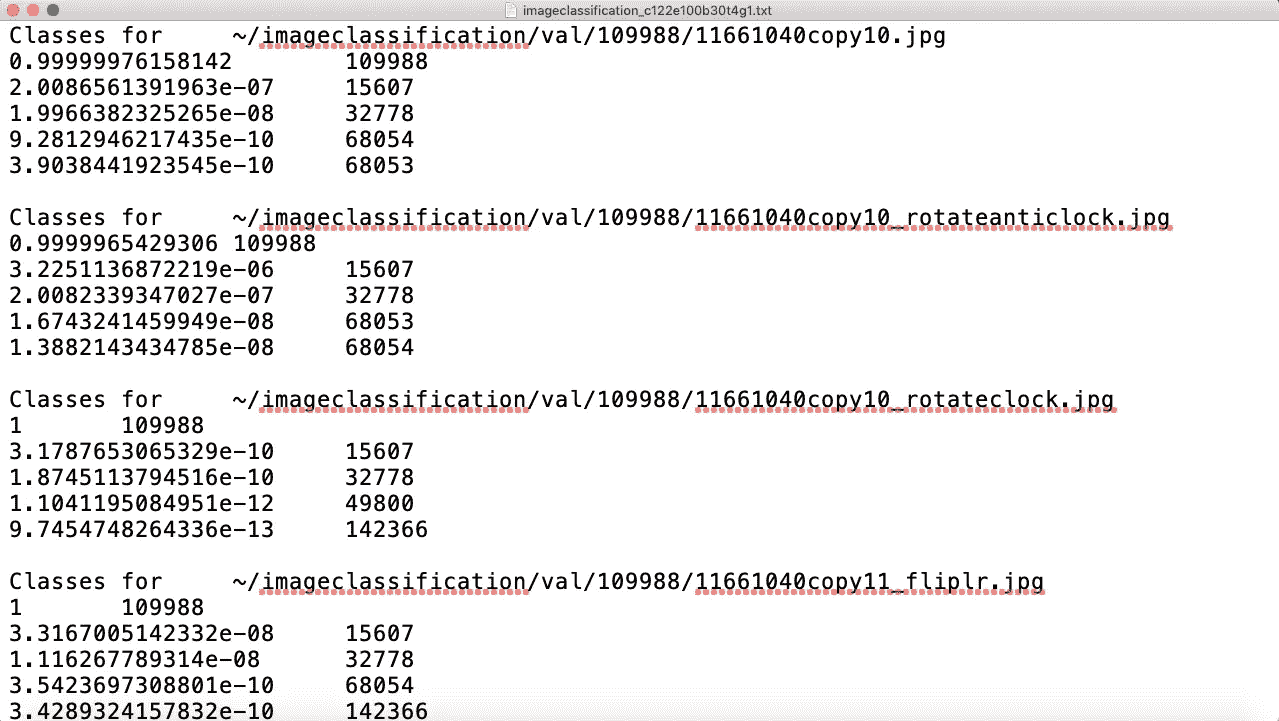 imageclassification_c122e100b30t4g1.txt
Classes for ~/imageclassification/val/109988/11661040copy10.jpg
0.99999976158142 109988
2.0086561391963e-07 15607
1.9966382325265e-08 32778
9.2812946217435e-10 68054
3.9038441923545e-10 68053
Classes for ~/imageclassification/val/109988/11661040copy10_rotateanticlock.jpg
0.9999965429306 109988
3.2251136872219e-06 15607
2.0082339347027e-07 32778
1.6743241459949e-08 68053
1.3882143434785e-08 68054
Classes for ~/imageclassification/val/109988/11661040copy10_rotateclock.jpg
1 109988
3.1787653065329e-10 15607
1.8745113794516e-10 32778
1.1041195084951e-12 49800
9.7454748264336e-13 142366
Classes for ~/imageclassification/val/109988/11661040copy11_fliplr.jpg
1 109988
3.3167005142332e-08 15607
1.116267789314e-08 32778
3.5423697308801e-10 68054
3.4289324157832e-10 142366